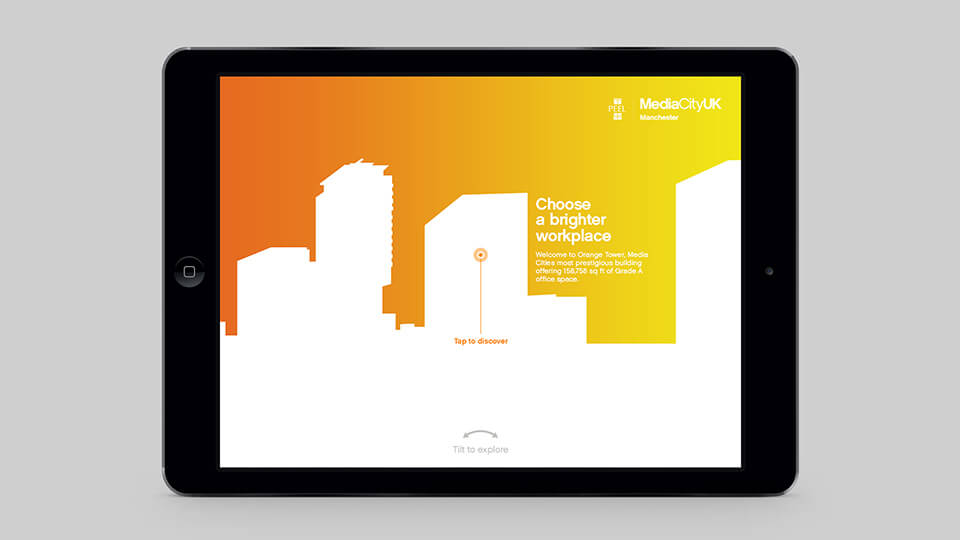 PEEL
MediaCityUK
Manchester
Choose
a brighter
workplace
Welcome to Orange Tower, Media
Cities most prestigious building
offering 158,758 sq ft of Grade A
office space.
Tap to discover
Tilt to explore